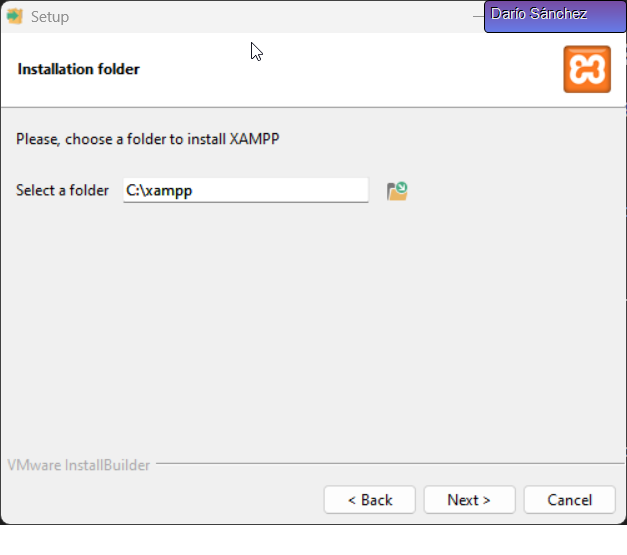 Setup
Darío Sánchez
Installation folder
Please, choose a folder to install XAMPP
Select a folder C:\xampp
VMware InstallBuilder
< Back Next > Cancel